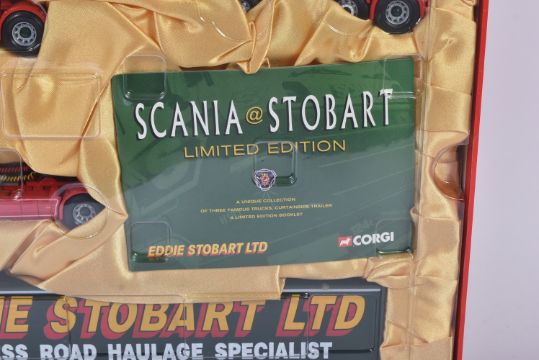 SCANIA @ STOBART
LIMITED EDITION
A UNIQUE COLLECTION
OF THREE FAMOUS TRUCKS, CURTAINSIDE TRAILER
& LIMITED EDITION BOOKLET
EDDIE STOBART LTD
CORGI
IE STOBART LTD
SS ROAD HAULAGE SPECIALIST